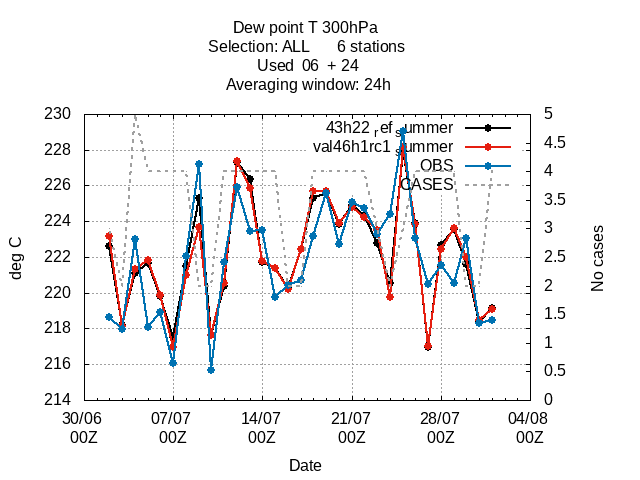 Dew point T 300hPa
Selection: ALL 6 stations
Used 06 + 24
Averaging window: 24h
43h22_ref_summer
val46h1rc1_summer
OBS
CASES
230
228
226
224
222
220
218
216
214
5
4.5
4
3.5
3
2.5
2
1.5
1
0.5
0
deg C
No cases
30/06 07/07 14/07 21/07 28/07 04/08
00Z 00Z 00Z 00Z 00Z 00Z
Date